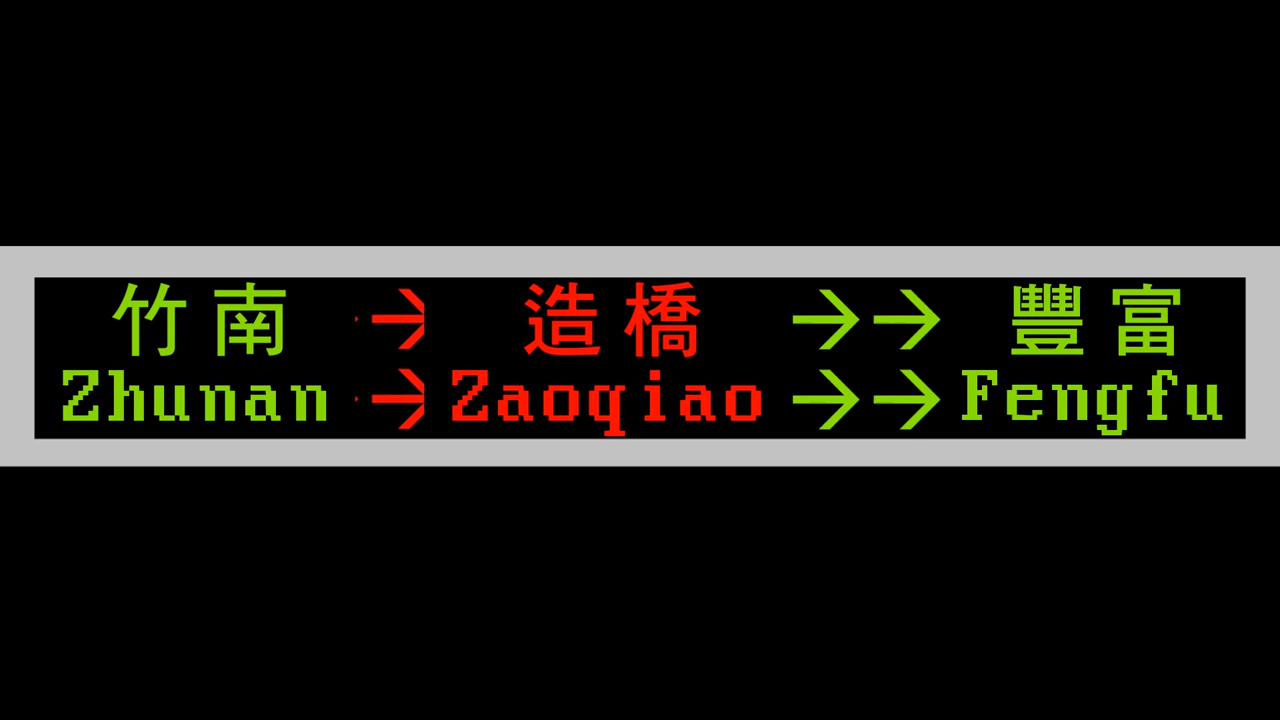 竹南 → 造橋 →→ 豐富
Zhunan → Zaoqiao →→ Fengfu